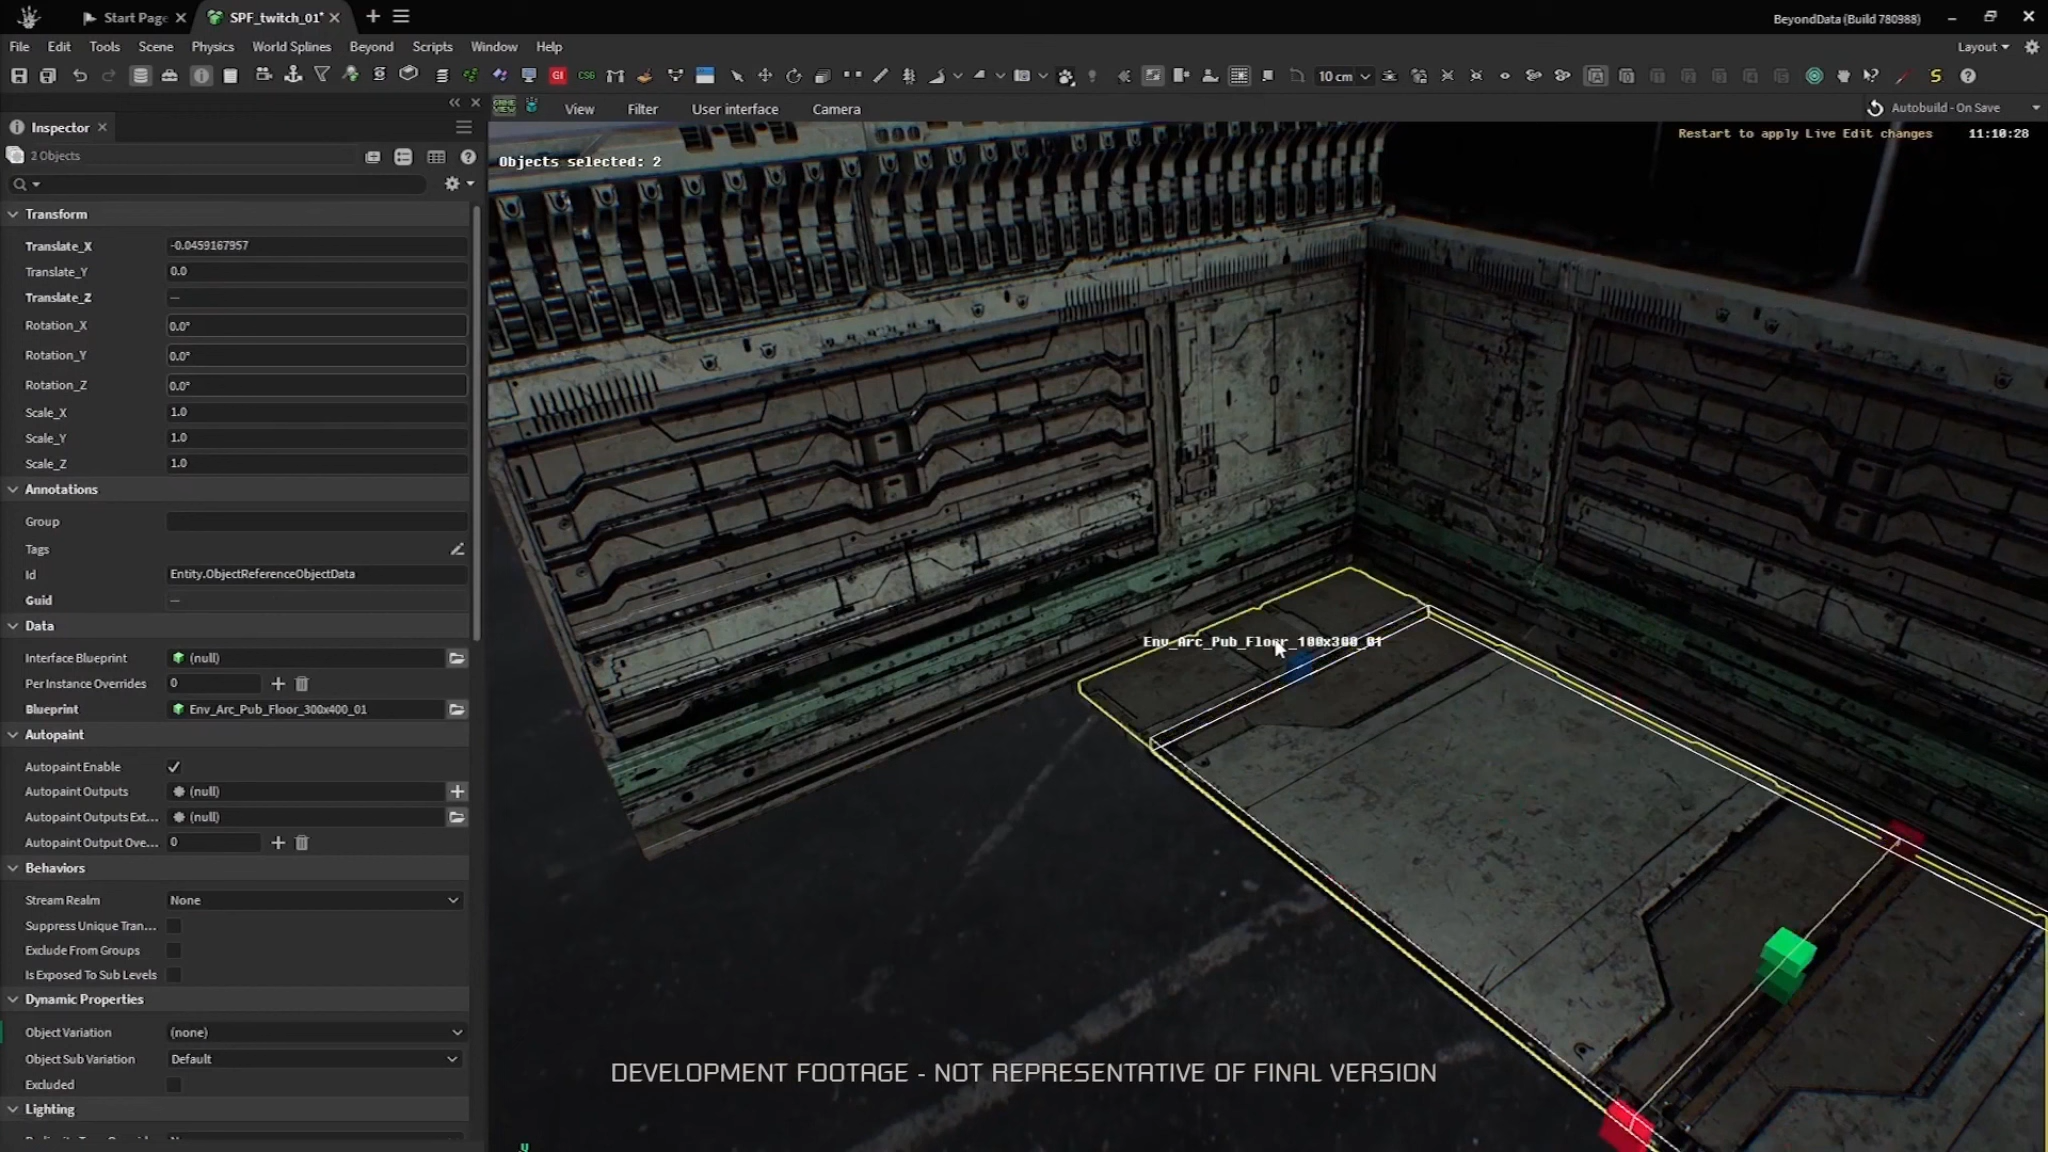 Start Page
SPF_twitch_01*
BeyondData (Build 780988)
File Edit Tools Scene Physics World Splines Beyond Scripts Window Help
Layout
GI CSG 10 cm S
Inspector
GAME VIEW View Filter User interface Camera
Autobuild - On Save
2 Objects
Objects selected: 2
Restart to apply Live Edit changes 11:10:28
Transform
Translate_X -0.0459167957
Translate_Y 0.0
Translate_Z —
Rotation_X 0.0°
Rotation_Y 0.0°
Rotation_Z 0.0°
Scale_X 1.0
Scale_Y 1.0
Scale_Z 1.0
Annotations
Group
Tags
Id Entity.ObjectReferenceObjectData
Guid —
Data
Interface Blueprint (null)
Per Instance Overrides 0
Blueprint Env_Arc_Pub_Floor_300x400_01
Autopaint
Autopaint Enable
Autopaint Outputs (null)
Autopaint Outputs Ext... (null)
Autopaint Output Ove... 0
Behaviors
Stream Realm None
Suppress Unique Tran...
Exclude From Groups
Is Exposed To Sub Levels
Dynamic Properties
Object Variation (none)
Object Sub Variation Default
Excluded
Lighting
Env_Arc_Pub_Floor_100x300_01
DEVELOPMENT FOOTAGE - NOT REPRESENTATIVE OF FINAL VERSION
y